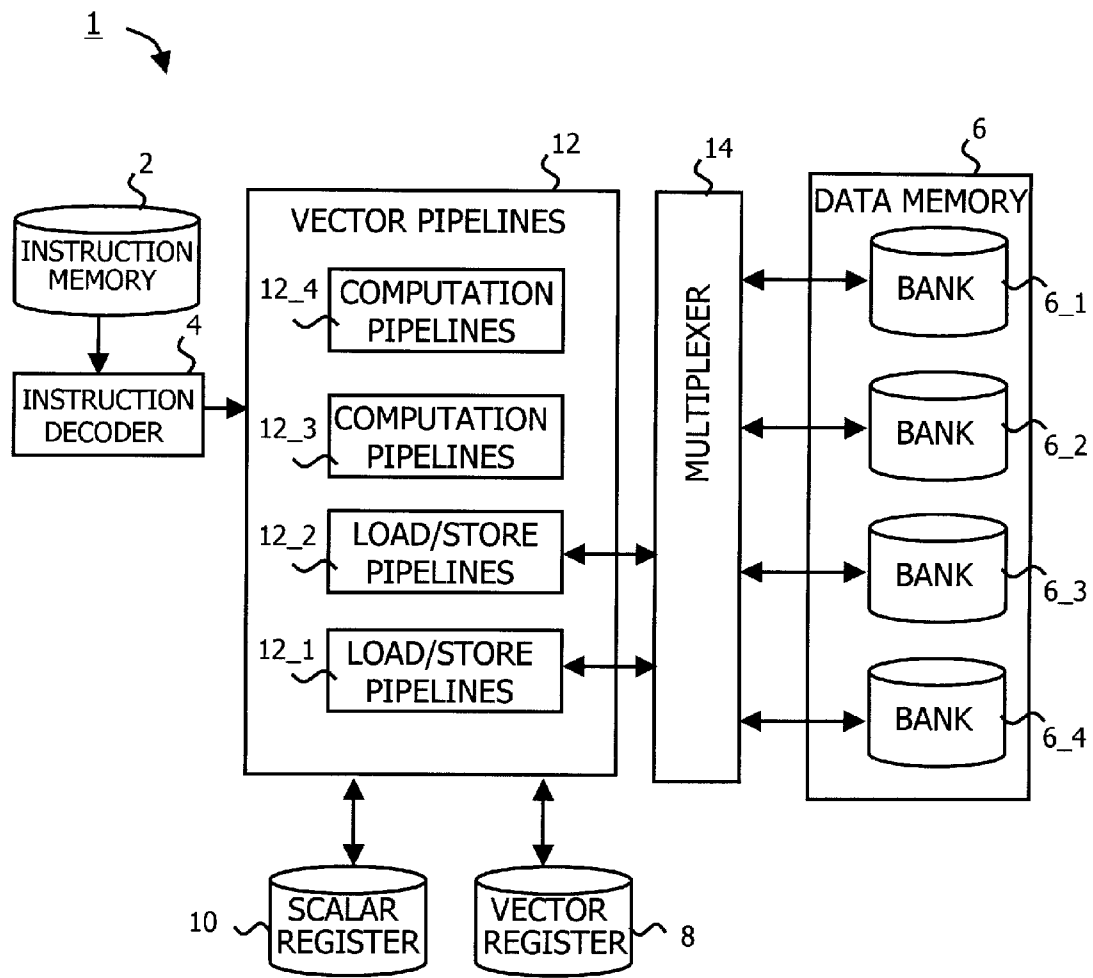 1
2
INSTRUCTION
MEMORY
4
INSTRUCTION
DECODER
12
VECTOR PIPELINES
12_4
COMPUTATION
PIPELINES
12_3
COMPUTATION
PIPELINES
12_2
LOAD/STORE
PIPELINES
12_1
LOAD/STORE
PIPELINES
14
MULTIPLEXER
6
DATA MEMORY
BANK
6_1
BANK
6_2
BANK
6_3
BANK
6_4
10
SCALAR
REGISTER
VECTOR
REGISTER
8